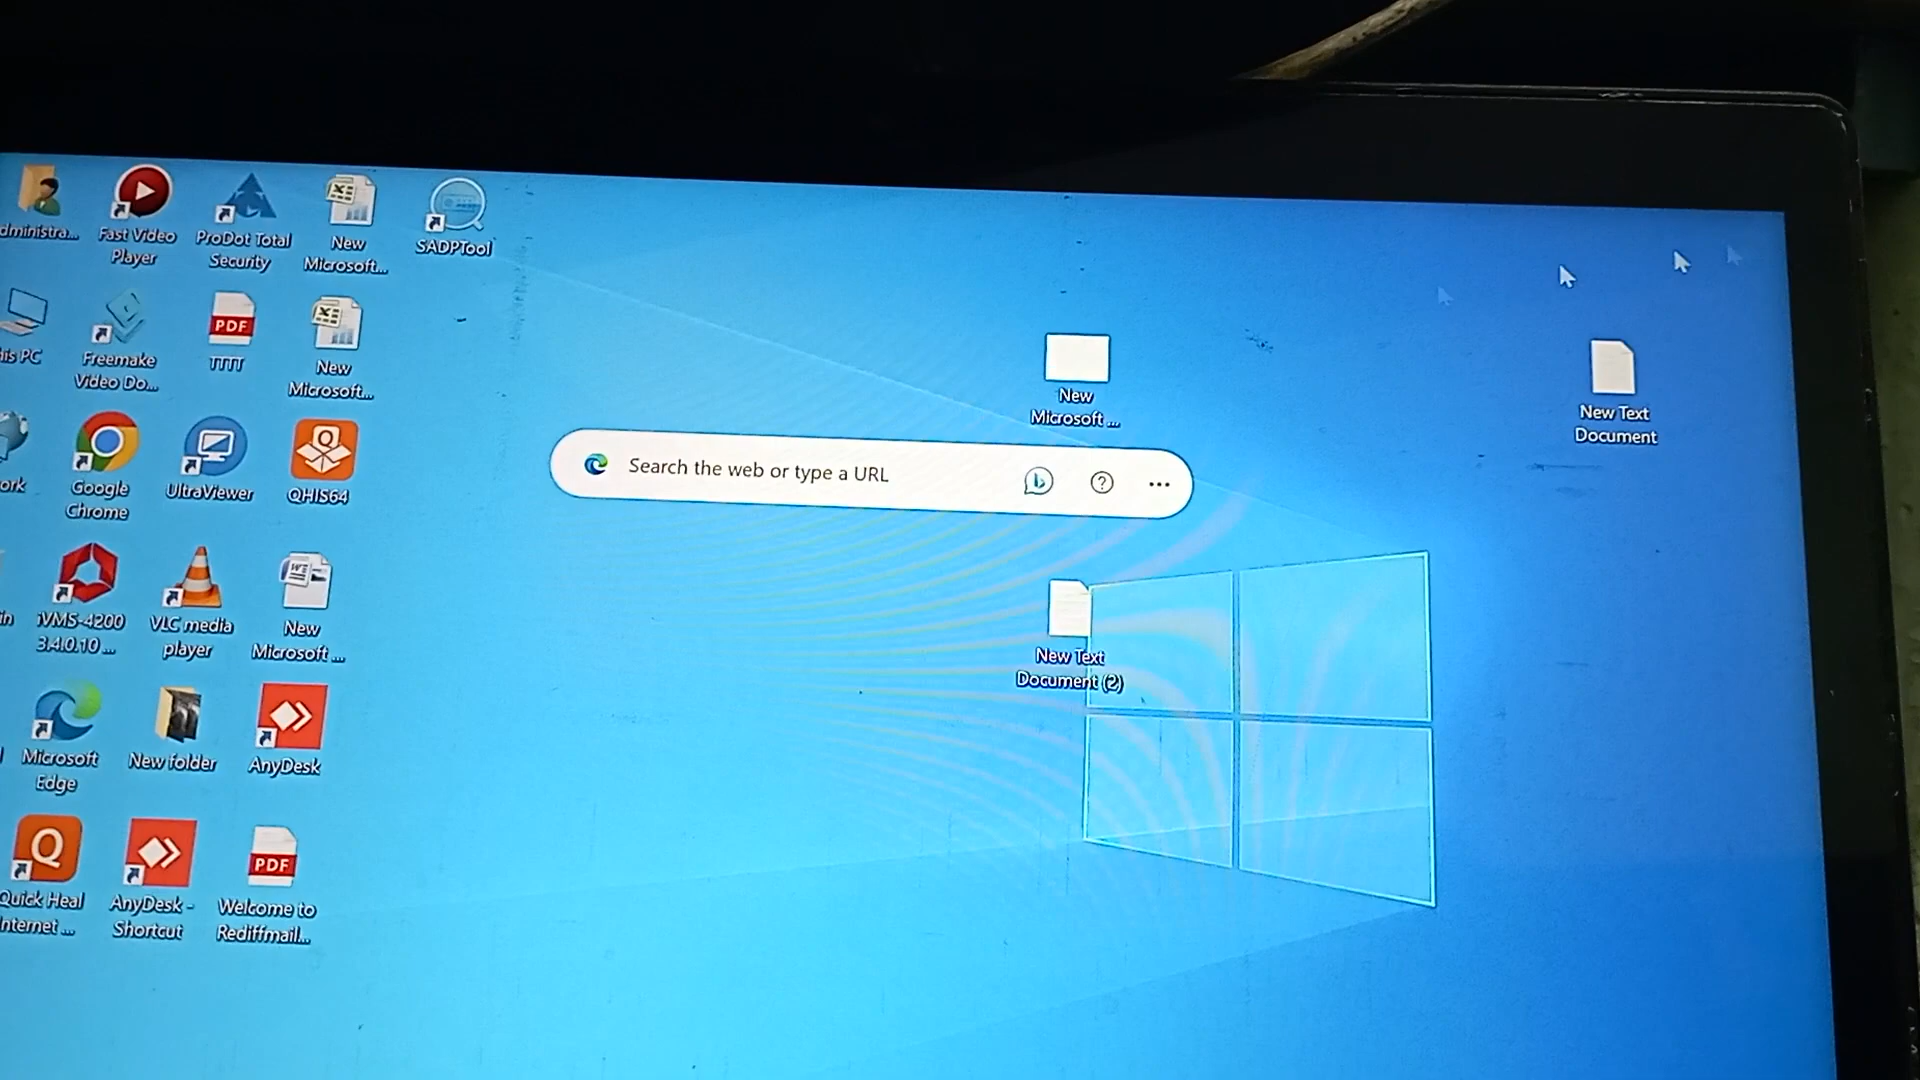 dministra...
Fast Video
Player
ProDot Total
Security
New
Microsoft...
SADPTool
his PC
Freemake
Video Do...
PDF
TTTT
New
Microsoft...
New
Microsoft ...
New Text
Document
ork
Google
Chrome
UltraViewer
Q
QHIS64
Search the web or type a URL
in
iVMS-4200
3.4.0.10 ...
VLC media
player
New
Microsoft ...
New Text
Document (2)
Microsoft
Edge
New folder
AnyDesk
Q
Quick Heal
Internet ...
AnyDesk -
Shortcut
PDF
Welcome to
Rediffmail...